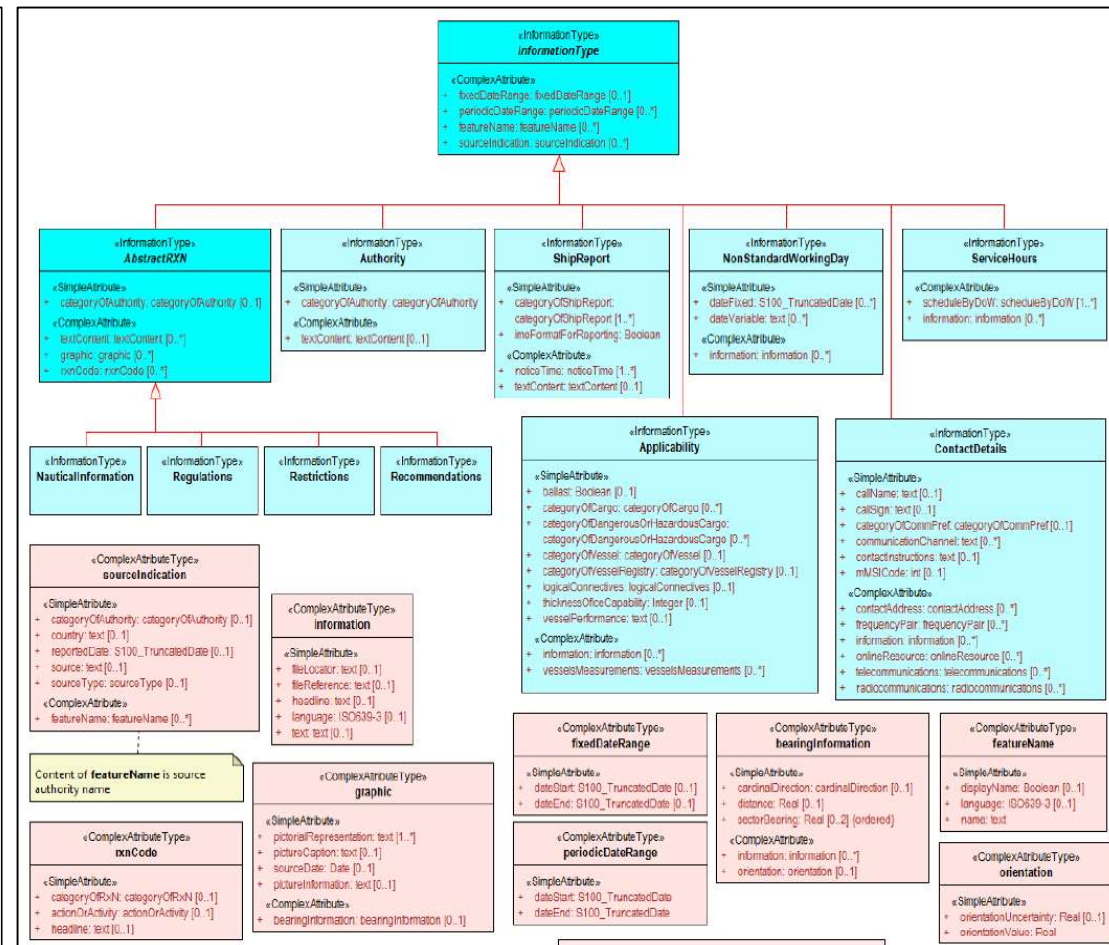 «InformationType»
InformationType
«ComplexAttribute»
+ fixedDateRange: fixedDateRange [0..1]
+ periodicDateRange: periodicDateRange [0..*]
+ featureName: featureName [0..*]
+ sourceIndication: sourceIndication [0..*]
«InformationType»
AbstractRXN
«SimpleAttribute»
+ categoryOfAuthority: categoryOfAuthority [0..1]
«ComplexAttribute»
+ textContent: textContent [0..*]
+ graphic: graphic [0..*]
+ rxnCode: rxnCode [0..*]
«InformationType»
Authority
«SimpleAttribute»
+ categoryOfAuthority: categoryOfAuthority
«ComplexAttribute»
+ textContent: textContent [0..1]
«InformationType»
ShipReport
«SimpleAttribute»
+ categoryOfShipReport:
categoryOfShipReport [1..*]
+ imoFormatForReporting: Boolean
«ComplexAttribute»
+ noticeTime: noticeTime [1..*]
+ textContent: textContent [0..1]
«InformationType»
NonStandardWorkingDay
«SimpleAttribute»
+ dateFixed: S100_TruncatedDate [0..*]
+ dateVariable: text [0..*]
«ComplexAttribute»
+ information: information [0..*]
«InformationType»
ServiceHours
«ComplexAttribute»
+ scheduleByDoW: scheduleByDoW [1..*]
+ information: information [0..*]
«InformationType»
NauticalInformation
«InformationType»
Regulations
«InformationType»
Restrictions
«InformationType»
Recommendations
«InformationType»
Applicability
«SimpleAttribute»
+ ballast: Boolean [0..1]
+ categoryOfCargo: categoryOfCargo [0..*]
+ categoryOfDangerousOrHazardousCargo:
categoryOfDangerousOrHazardousCargo [0..*]
+ categoryOfVessel: categoryOfVessel [0..1]
+ categoryOfVesselRegistry: categoryOfVesselRegistry [0..1]
+ logicalConnectives: logicalConnectives [0..1]
+ thicknessOfIceCapability: Integer [0..1]
+ vesselPerformance: text [0..1]
«ComplexAttribute»
+ information: information [0..*]
+ vesselsMeasurements: vesselsMeasurements [0..*]
«InformationType»
ContactDetails
«SimpleAttribute»
+ callName: text [0..1]
+ callSign: text [0..1]
+ categoryOfCommPref: categoryOfCommPref [0..1]
+ communicationChannel: text [0..*]
+ contactInstructions: text [0..1]
+ mMSICode: int [0..1]
«ComplexAttribute»
+ contactAddress: contactAddress [0..*]
+ frequencyPair: frequencyPair [0..*]
+ information: information [0..*]
+ onlineResource: onlineResource [0..*]
+ telecommunications: telecommunications [0..*]
+ radiocommunications: radiocommunications [0..*]
«ComplexAttributeType»
sourceIndication
«SimpleAttribute»
+ categoryOfAuthority: categoryOfAuthority [0..1]
+ country: text [0..1]
+ reportedDate: S100_TruncatedDate [0..1]
+ source: text [0..1]
+ sourceType: sourceType [0..1]
«ComplexAttribute»
+ featureName: featureName [0..*]
«ComplexAttributeType»
information
«SimpleAttribute»
+ fileLocator: text [0..1]
+ fileReference: text [0..1]
+ headline: text [0..1]
+ language: ISO639-3 [0..1]
+ text: text [0..1]
Content of featureName is source
authority name
«ComplexAttributeType»
graphic
«SimpleAttribute»
+ pictorialRepresentation: text [1..*]
+ pictureCaption: text [0..1]
+ sourceDate: Date [0..1]
+ pictureInformation: text [0..1]
«ComplexAttribute»
+ bearingInformation: bearingInformation [0..1]
«ComplexAttributeType»
rxnCode
«SimpleAttribute»
+ categoryOfRxN: categoryOfRxN [0..1]
+ actionOrActivity: actionOrActivity [0..1]
+ headline: text [0..1]
«ComplexAttributeType»
fixedDateRange
«SimpleAttribute»
+ dateStart: S100_TruncatedDate [0..1]
+ dateEnd: S100_TruncatedDate [0..1]
«ComplexAttributeType»
periodicDateRange
«SimpleAttribute»
+ dateStart: S100_TruncatedDate
+ dateEnd: S100_TruncatedDate
«ComplexAttributeType»
bearingInformation
«SimpleAttribute»
+ cardinalDirection: cardinalDirection [0..1]
+ distance: Real [0..1]
+ sectorBearing: Real [0..2] {ordered}
«ComplexAttribute»
+ information: information [0..*]
+ orientation: orientation [0..1]
«ComplexAttributeType»
featureName
«SimpleAttribute»
+ displayName: Boolean [0..1]
+ language: ISO639-3 [0..1]
+ name: text
«ComplexAttributeType»
orientation
«SimpleAttribute»
+ orientationUncertainty: Real [0..1]
+ orientationValue: Real